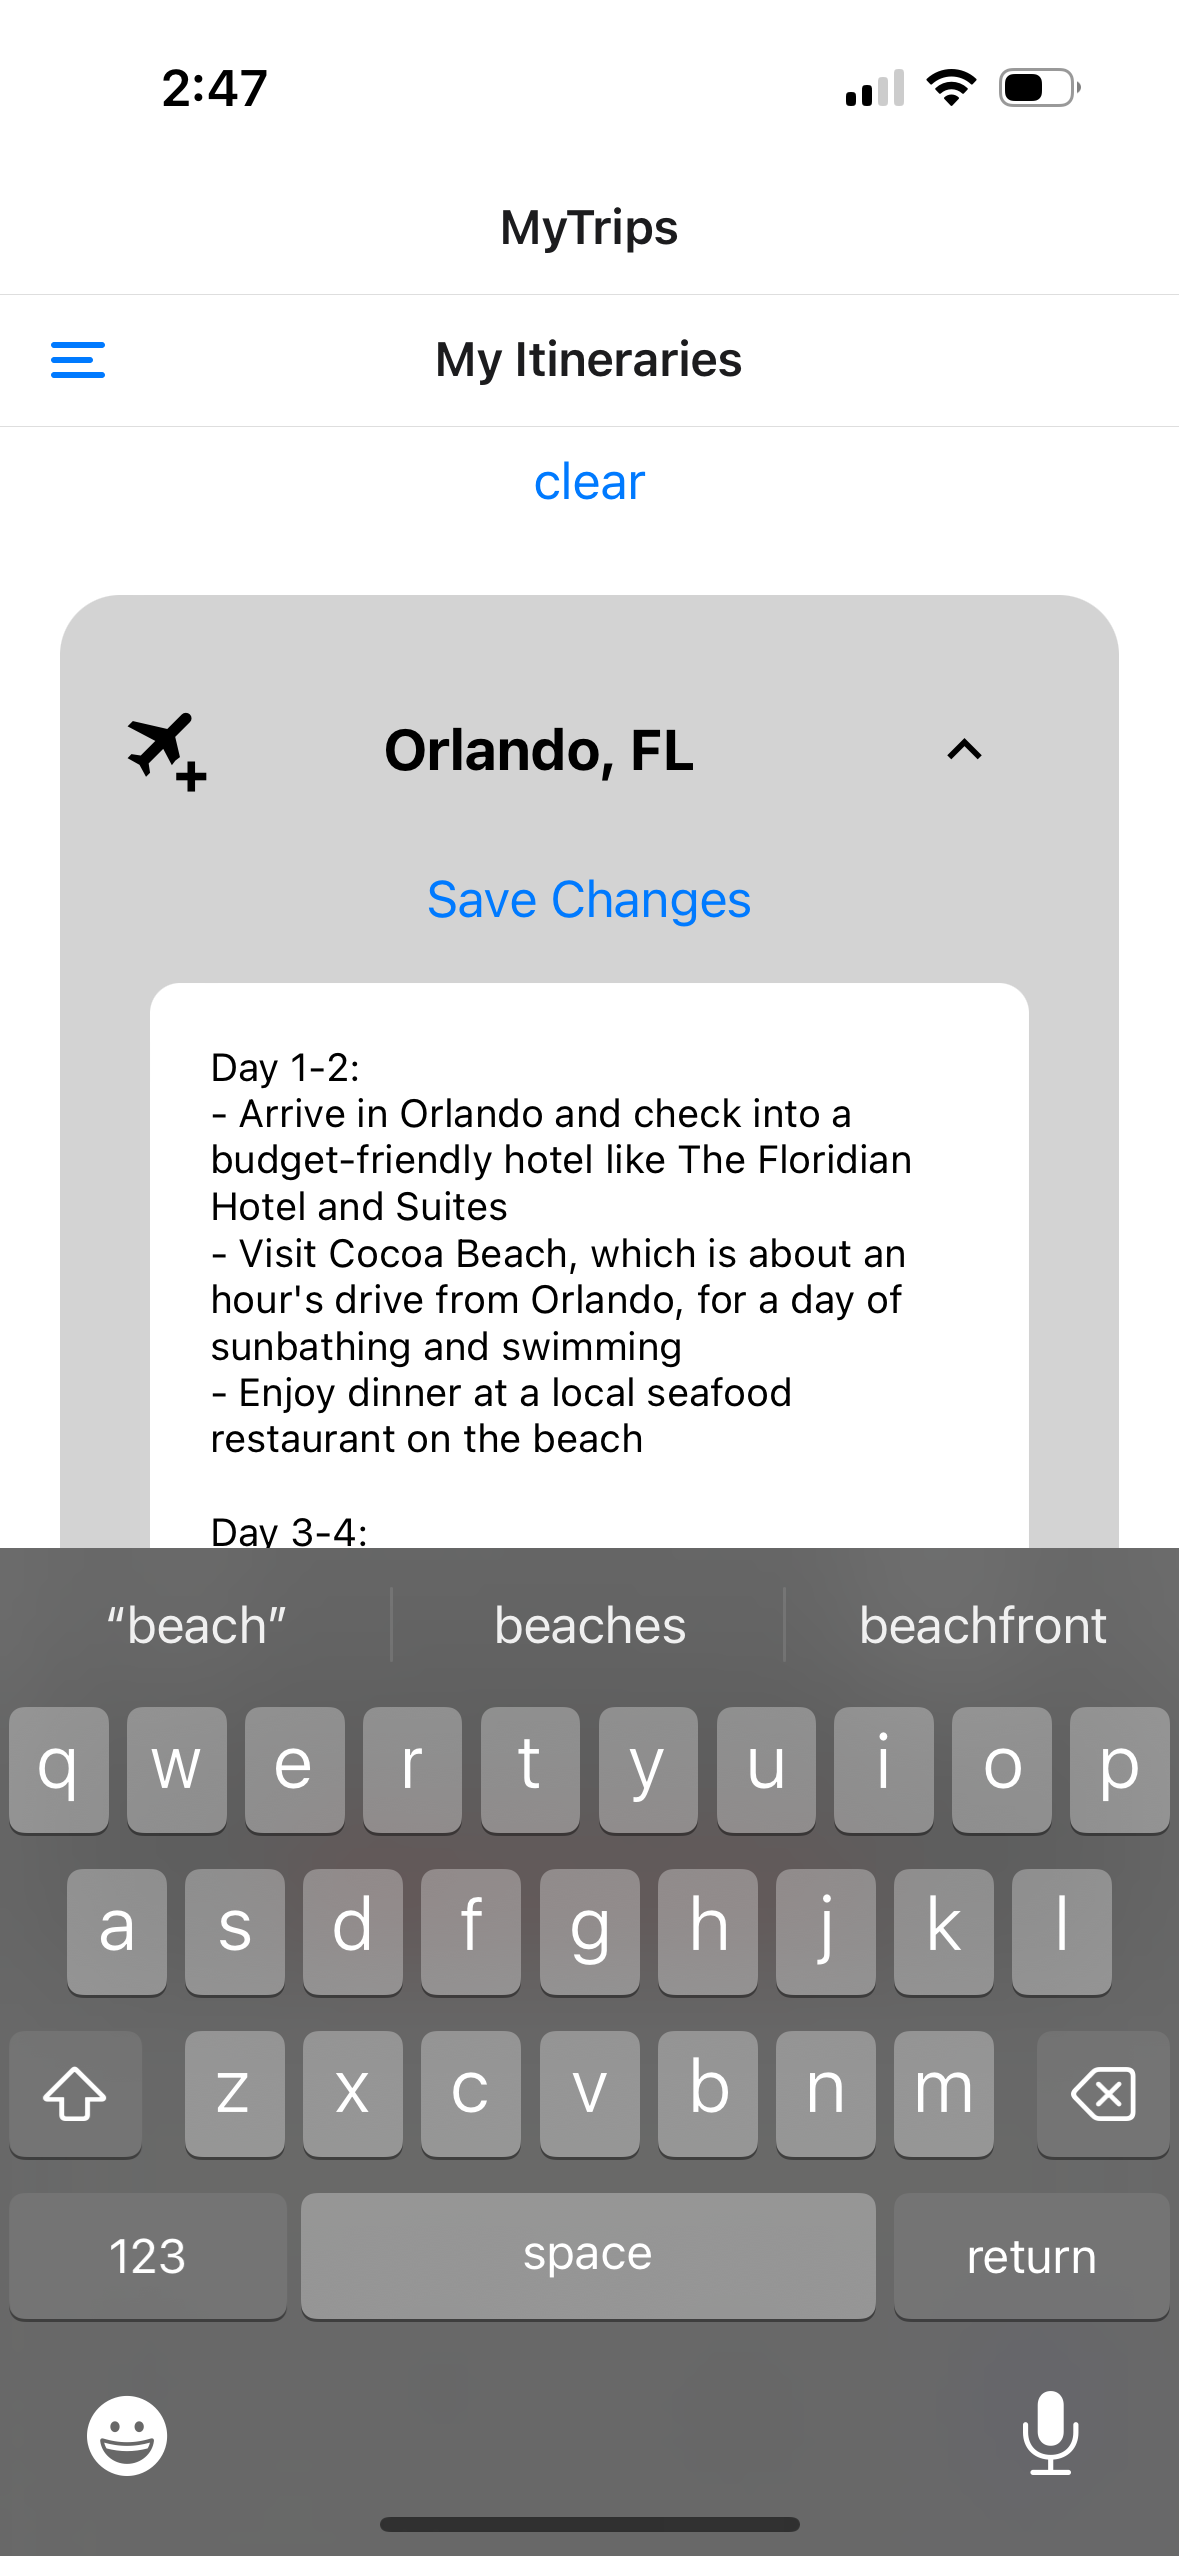 2:47
MyTrips
My Itineraries
clear
Orlando, FL
Save Changes
Day 1-2:
- Arrive in Orlando and check into a
budget-friendly hotel like The Floridian
Hotel and Suites
- Visit Cocoa Beach, which is about an
hour's drive from Orlando, for a day of
sunbathing and swimming
- Enjoy dinner at a local seafood
restaurant on the beach
Day 3-4:
“beach” beaches beachfront
q w e r t y u i o p
a s d f g h j k l
z x c v b n m
123 space return